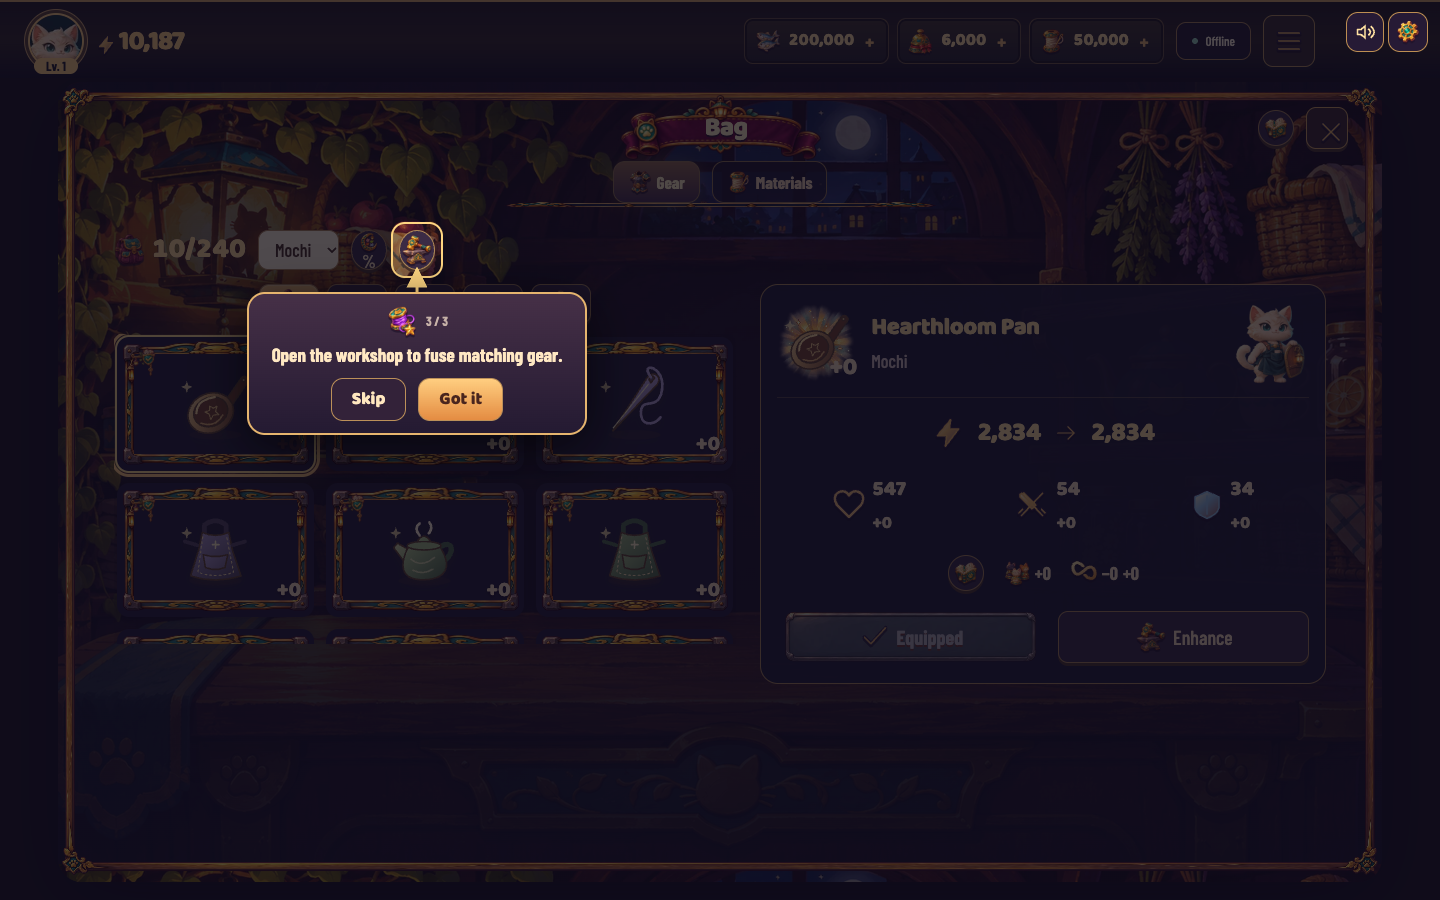 10,187
200,000 +
6,000 +
50,000 +
Offline
Lv. 1
Bag
Gear
Materials
10/240
Mochi
%
3 / 3
Open the workshop to fuse matching gear.
Skip
Got it
+0
+0
+0
+0
+0
Hearthloom Pan
+0
Mochi
2,834 → 2,834
547
+0
54
+0
34
+0
+0
−0 +0
Equipped
Enhance